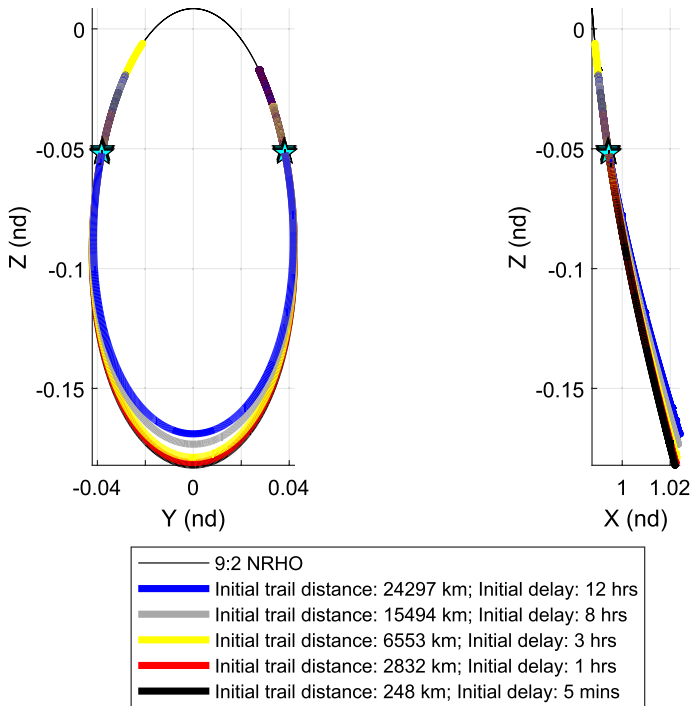 0
-0.05
-0.1
-0.15
Z (nd)
-0.04
0
0.04
Y (nd)
0
-0.05
-0.1
-0.15
Z (nd)
1
1.02
X (nd)
9:2 NRHO
Initial trail distance: 24297 km; Initial delay: 12 hrs
Initial trail distance: 15494 km; Initial delay: 8 hrs
Initial trail distance: 6553 km; Initial delay: 3 hrs
Initial trail distance: 2832 km; Initial delay: 1 hrs
Initial trail distance: 248 km; Initial delay: 5 mins